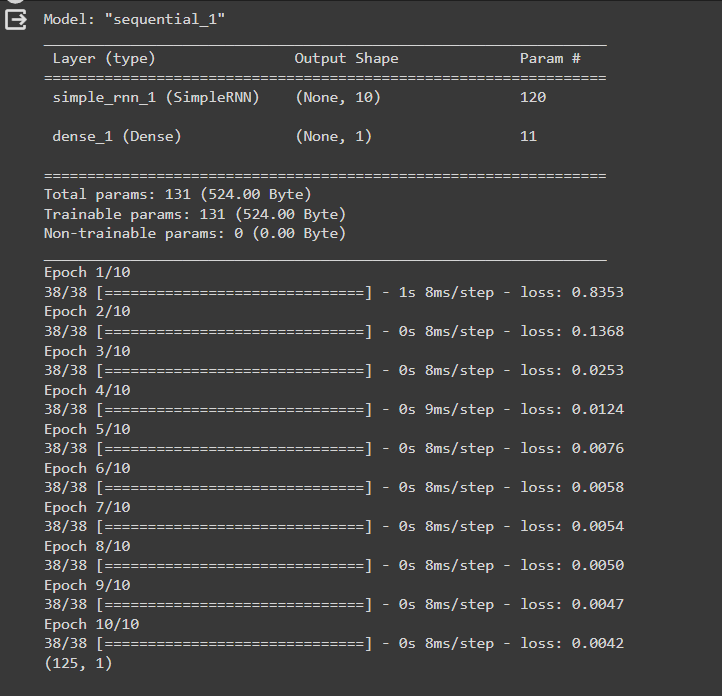 Model: "sequential_1"
_________________________________________________________________
Layer (type) Output Shape Param #
=================================================================
simple_rnn_1 (SimpleRNN) (None, 10) 120
dense_1 (Dense) (None, 1) 11
=================================================================
Total params: 131 (524.00 Byte)
Trainable params: 131 (524.00 Byte)
Non-trainable params: 0 (0.00 Byte)
_________________________________________________________________
Epoch 1/10
38/38 [==============================] - 1s 8ms/step - loss: 0.8353
Epoch 2/10
38/38 [==============================] - 0s 8ms/step - loss: 0.1368
Epoch 3/10
38/38 [==============================] - 0s 8ms/step - loss: 0.0253
Epoch 4/10
38/38 [==============================] - 0s 9ms/step - loss: 0.0124
Epoch 5/10
38/38 [==============================] - 0s 8ms/step - loss: 0.0076
Epoch 6/10
38/38 [==============================] - 0s 8ms/step - loss: 0.0058
Epoch 7/10
38/38 [==============================] - 0s 8ms/step - loss: 0.0054
Epoch 8/10
38/38 [==============================] - 0s 8ms/step - loss: 0.0050
Epoch 9/10
38/38 [==============================] - 0s 8ms/step - loss: 0.0047
Epoch 10/10
38/38 [==============================] - 0s 8ms/step - loss: 0.0042
(125, 1)